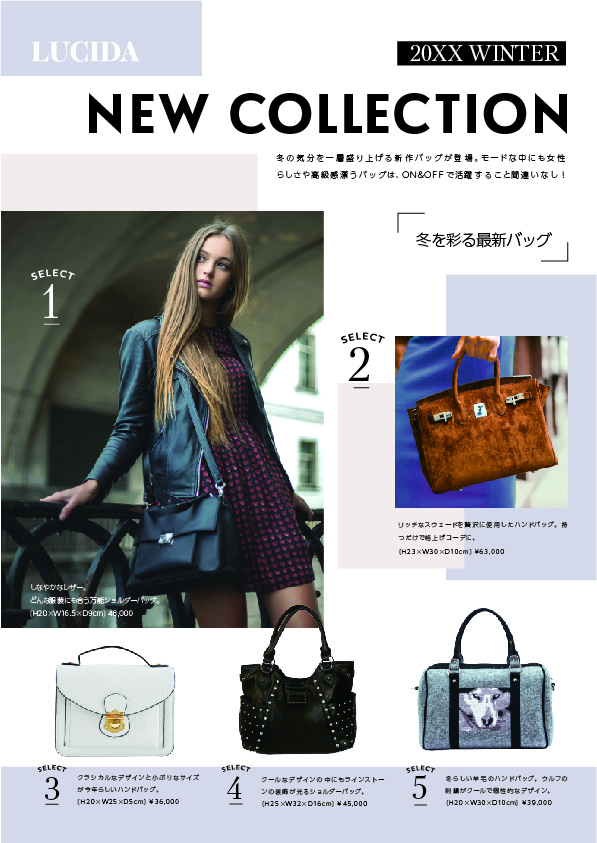 LUCIDA
20XX WINTER
NEW COLLECTION
冬の気分を一層盛り上げる新作バッグが登場。モードな中にも女性
らしさや高級感漂うバッグは、ON&OFFで活躍すること間違いなし！
冬を彩る最新バッグ
SELECT
1
しなやかなレザー。
どんな服装にも合う万能ショルダーバッグ。
(H20×W16.5×D9cm) 48,000
SELECT
2
リッチなスウェードを贅沢に使用したハンドバッグ。持
つだけで格上げコーデに。
(H23×W30×D10cm) ¥63,000
SELECT
3
クラシカルなデザインと小ぶりなサイズ
が今年らしいハンドバッグ。
(H20×W25×D5cm) ¥36,000
SELECT
4
クールなデザインの中にもラインストー
ンの装飾が光るショルダーバッグ。
(H25×W32×D16cm) ¥45,000
SELECT
5
冬らしい羊毛のハンドバッグ。ウルフの
刺繍がクールで個性的なデザイン。
(H20×W30×D10cm) ¥39,000